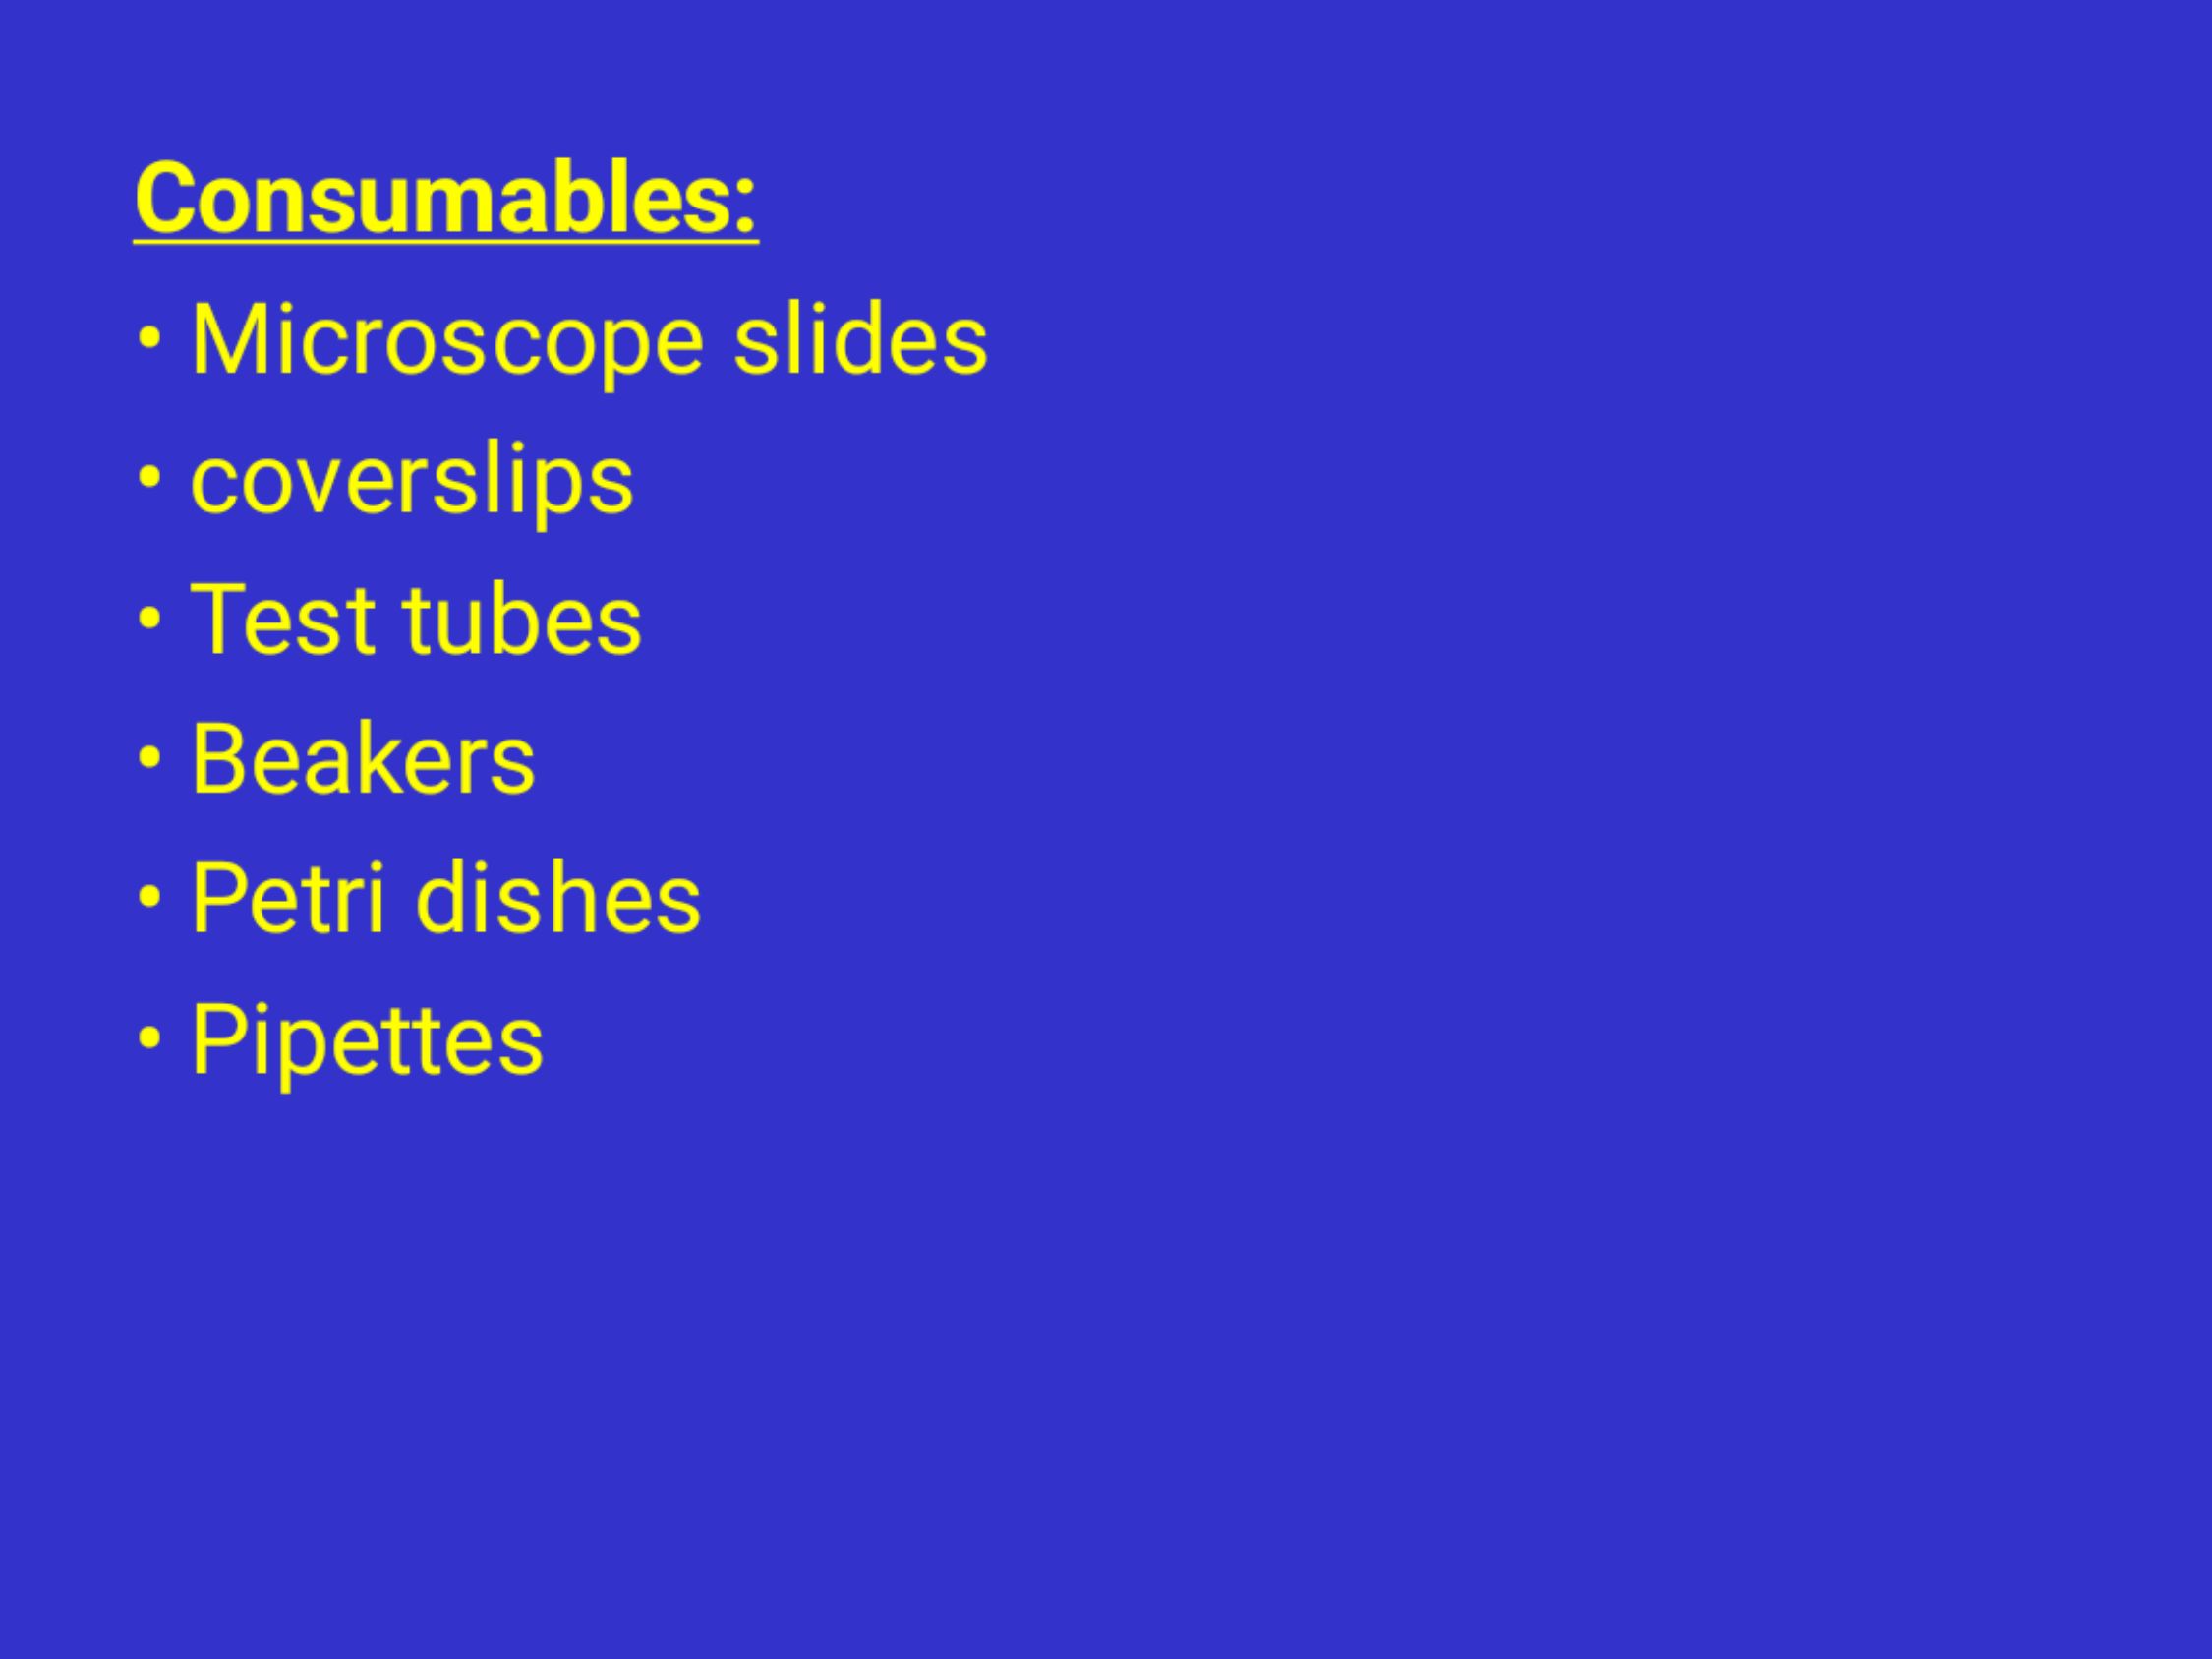 Consumables:
• Microscope slides
• coverslips
• Test tubes
• Beakers
• Petri dishes
• Pipettes